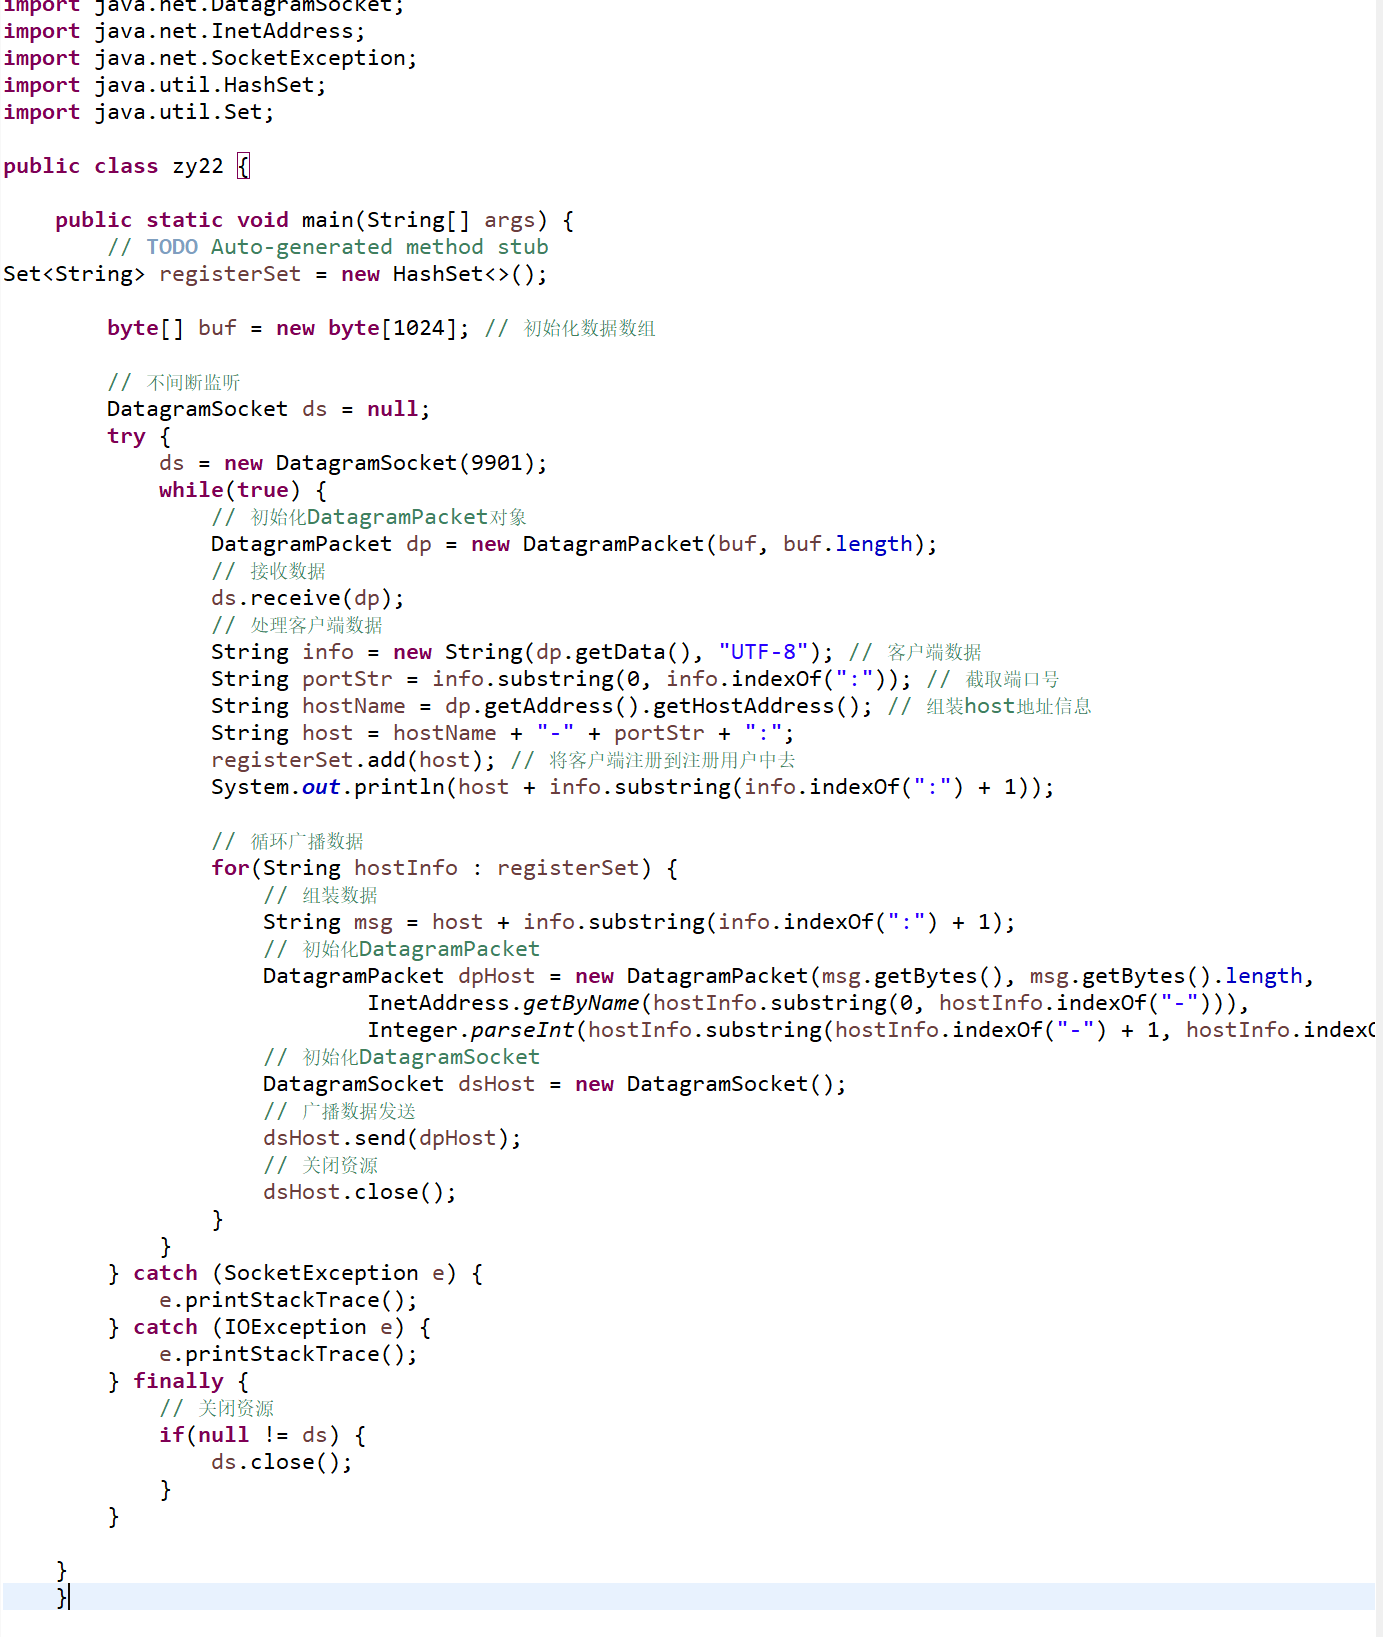 import java.net.DatagramSocket;
import java.net.InetAddress;
import java.net.SocketException;
import java.util.HashSet;
import java.util.Set;
public class zy22 {
public static void main(String[] args) {
// TODO Auto-generated method stub
Set<String> registerSet = new HashSet<>();
byte[] buf = new byte[1024]; // 初始化数据数组
// 不间断监听
DatagramSocket ds = null;
try {
ds = new DatagramSocket(9901);
while(true) {
// 初始化DatagramPacket对象
DatagramPacket dp = new DatagramPacket(buf, buf.length);
// 接收数据
ds.receive(dp);
// 处理客户端数据
String info = new String(dp.getData(), "UTF-8"); // 客户端数据
String portStr = info.substring(0, info.indexOf(":")); // 截取端口号
String hostName = dp.getAddress().getHostAddress(); // 组装host地址信息
String host = hostName + "-" + portStr + ":";
registerSet.add(host); // 将客户端注册到注册用户中去
System.out.println(host + info.substring(info.indexOf(":") + 1));
// 循环广播数据
for(String hostInfo : registerSet) {
// 组装数据
String msg = host + info.substring(info.indexOf(":") + 1);
// 初始化DatagramPacket
DatagramPacket dpHost = new DatagramPacket(msg.getBytes(), msg.getBytes().length,
InetAddress.getByName(hostInfo.substring(0, hostInfo.indexOf("-"))),
Integer.parseInt(hostInfo.substring(hostInfo.indexOf("-") + 1, hostInfo.index
// 初始化DatagramSocket
DatagramSocket dsHost = new DatagramSocket();
// 广播数据发送
dsHost.send(dpHost);
// 关闭资源
dsHost.close();
}
}
} catch (SocketException e) {
e.printStackTrace();
} catch (IOException e) {
e.printStackTrace();
} finally {
// 关闭资源
if(null != ds) {
ds.close();
}
}
}
}